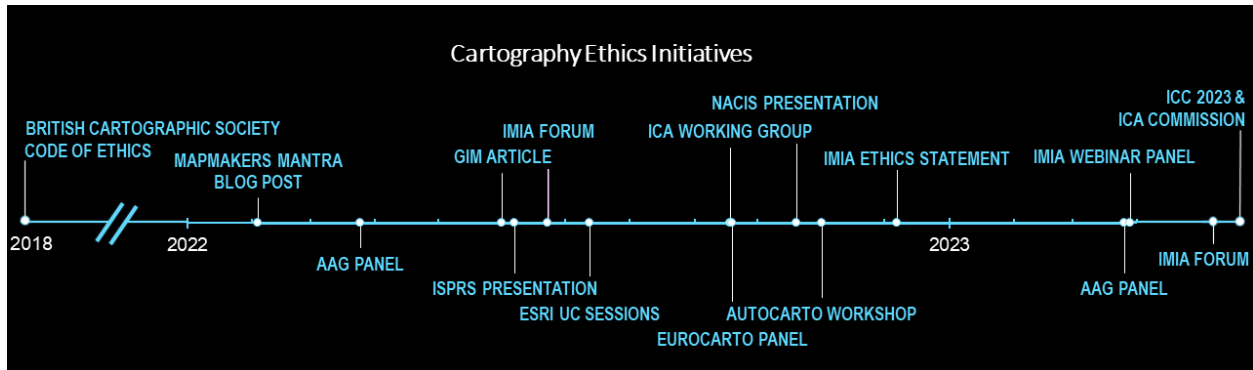 Cartography Ethics Initiatives
BRITISH CARTOGRAPHIC SOCIETY
CODE OF ETHICS
MAPMAKERS MANTRA
BLOG POST
IMIA FORUM
GIM ARTICLE
NACIS PRESENTATION
ICA WORKING GROUP
IMIA ETHICS STATEMENT
IMIA WEBINAR PANEL
ICC 2023 &
ICA COMMISSION
2018
2022
2023
AAG PANEL
ISPRS PRESENTATION
ESRI UC SESSIONS
EUROCARTO PANEL
AUTOCARTO WORKSHOP
AAG PANEL
IMIA FORUM